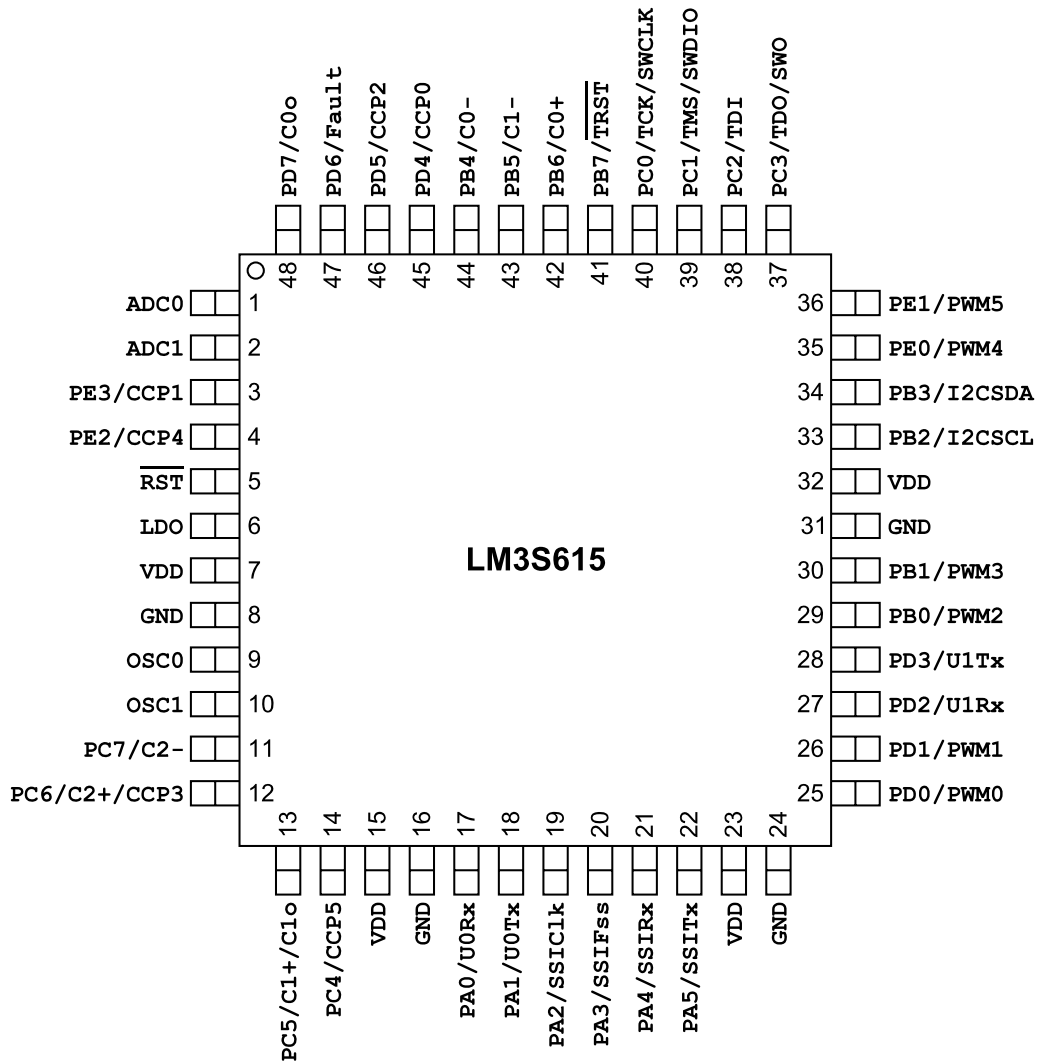 PD7/C0o
PD6/Fault
PD5/CCP2
PD4/CCP0
PB4/C0-
PB5/C1-
PB6/C0+
PB7/TRST
PC0/TCK/SWCLK
PC1/TMS/SWDIO
PC2/TDI
PC3/TDO/SWO
48
47
46
45
44
43
42
41
40
39
38
37
ADC0 1
ADC1 2
PE3/CCP1 3
PE2/CCP4 4
RST 5
LDO 6
VDD 7
GND 8
OSC0 9
OSC1 10
PC7/C2- 11
PC6/C2+/CCP3 12
LM3S615
36 PE1/PWM5
35 PE0/PWM4
34 PB3/I2CSDA
33 PB2/I2CSCL
32 VDD
31 GND
30 PB1/PWM3
29 PB0/PWM2
28 PD3/U1Tx
27 PD2/U1Rx
26 PD1/PWM1
25 PD0/PWM0
13
14
15
16
17
18
19
20
21
22
23
24
PC5/C1+/C1o
PC4/CCP5
VDD
GND
PA0/U0Rx
PA1/U0Tx
PA2/SSIClk
PA3/SSIFss
PA4/SSIRx
PA5/SSITx
VDD
GND